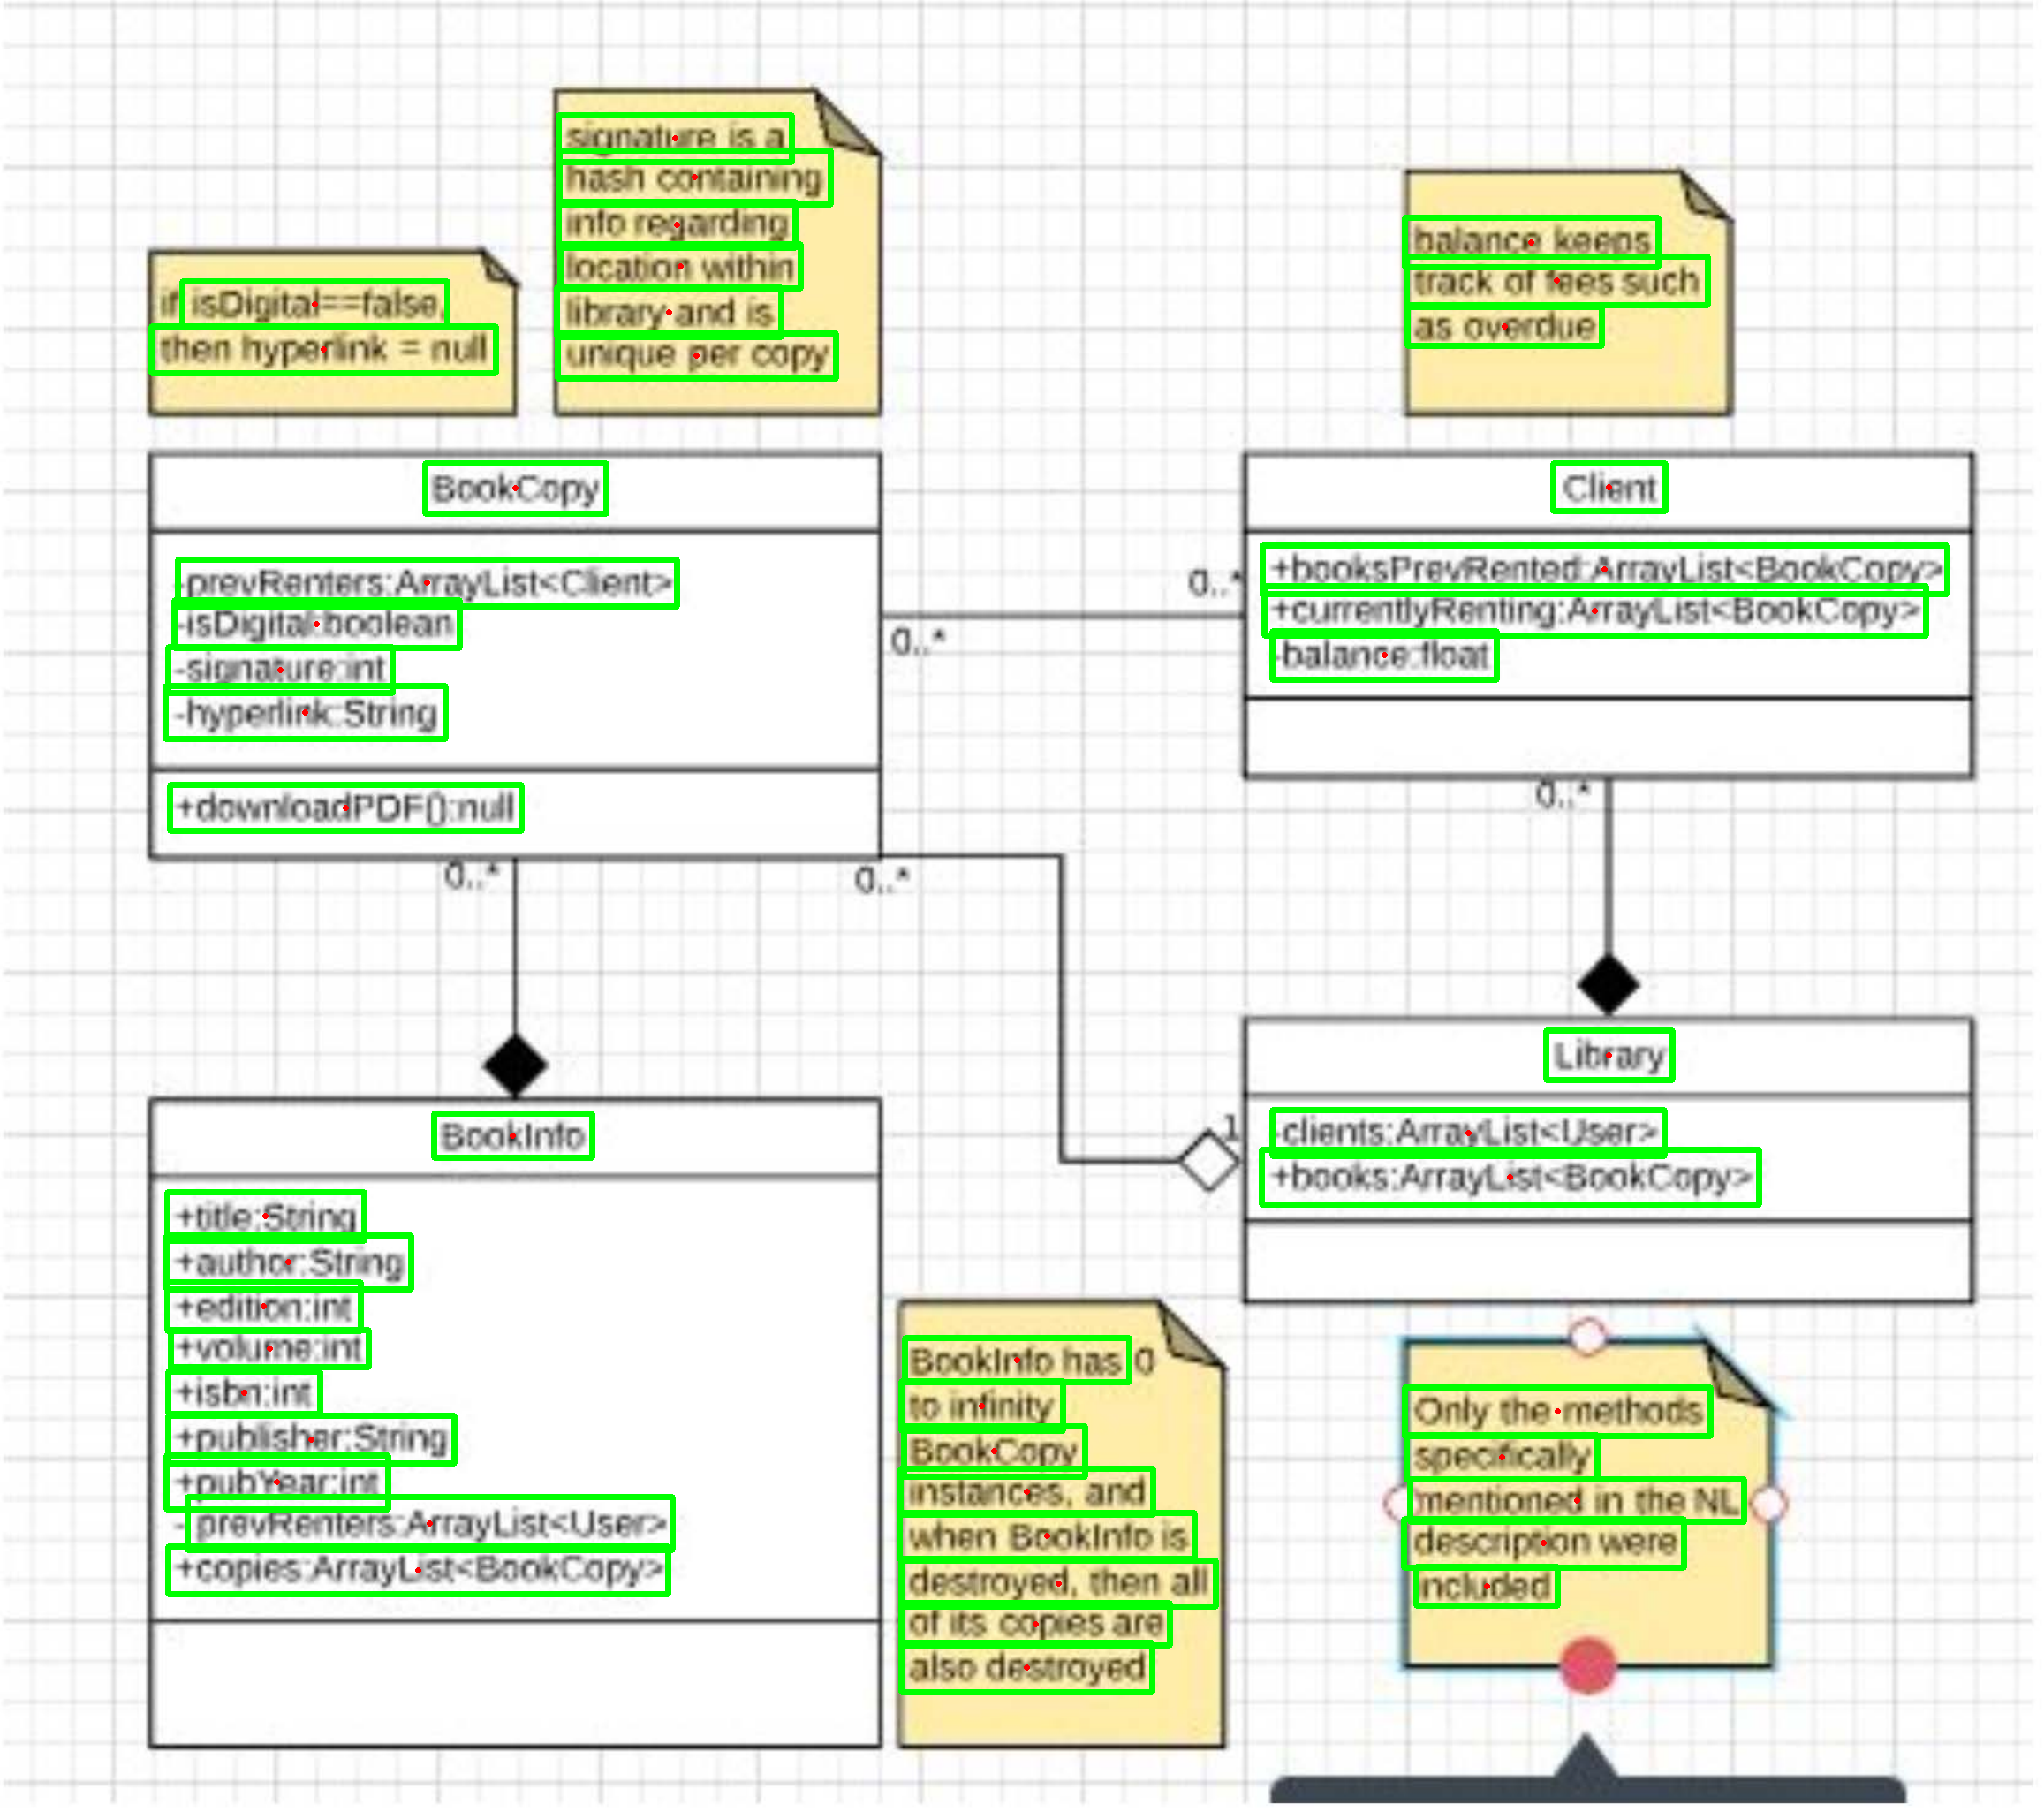 signature is a
hash containing
info regarding
location within
library and is
unique per copy
balance keeps
track of fees such
as overdue
if isDigital==false,
then hyperlink = null
BookCopy
-prevRenters:ArrayList<Client>
-isDigital:boolean
-signature:int
-hyperlink:String
+downloadPDF():null
0..*
0..*
Client
+booksPrevRented:ArrayList<BookCopy>
+currentlyRenting:ArrayList<BookCopy>
-balance:float
0..*
0..*
0..*
Library
-clients:ArrayList<User>
+books:ArrayList<BookCopy>
1
BookInfo
+title:String
+author:String
+edition:int
+volume:int
+isbn:int
+publisher:String
+pubYear:int
- prevRenters:ArrayList<User>
+copies:ArrayList<BookCopy>
BookInfo has 0
to infinity
BookCopy
instances, and
when BookInfo is
destroyed, then all
of its copies are
also destroyed
Only the methods
specifically
mentioned in the NL
description were
included